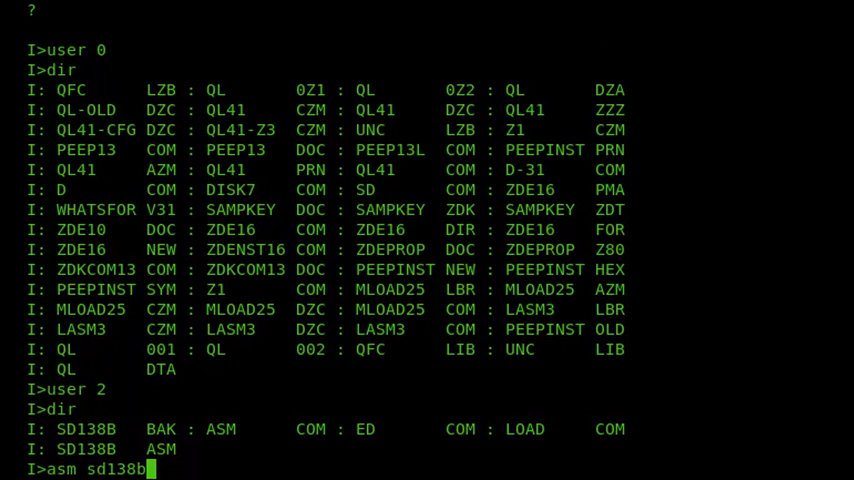 ?
I>user 0
I>dir
I: QFC      LZB : QL       0Z1 : QL       0Z2 : QL       DZA
I: QL-OLD   DZC : QL41     CZM : QL41     DZC : QL41     ZZZ
I: QL41-CFG DZC : QL41-Z3  CZM : UNC      LZB : Z1       CZM
I: PEEP13   COM : PEEP13   DOC : PEEP13L  COM : PEEPINST PRN
I: QL41     AZM : QL41     PRN : QL41     COM : D-31     COM
I: D        COM : DISK7    COM : SD       COM : ZDE16    PMA
I: WHATSFOR V31 : SAMPKEY  DOC : SAMPKEY  ZDK : SAMPKEY  ZDT
I: ZDE10    DOC : ZDE16    COM : ZDE16    DIR : ZDE16    FOR
I: ZDE16    NEW : ZDENST16 COM : ZDEPROP  DOC : ZDEPROP  Z80
I: ZDKCOM13 COM : ZDKCOM13 DOC : PEEPINST NEW : PEEPINST HEX
I: PEEPINST SYM : Z1       COM : MLOAD25  LBR : MLOAD25  AZM
I: MLOAD25  CZM : MLOAD25  DZC : MLOAD25  COM : LASM3    LBR
I: LASM3    CZM : LASM3    DZC : LASM3    COM : PEEPINST OLD
I: QL       001 : QL       002 : QFC      LIB : UNC      LIB
I: QL       DTA
I>user 2
I>dir
I: SD138B   BAK : ASM      COM : ED       COM : LOAD     COM
I: SD138B   ASM
I>asm sd138b